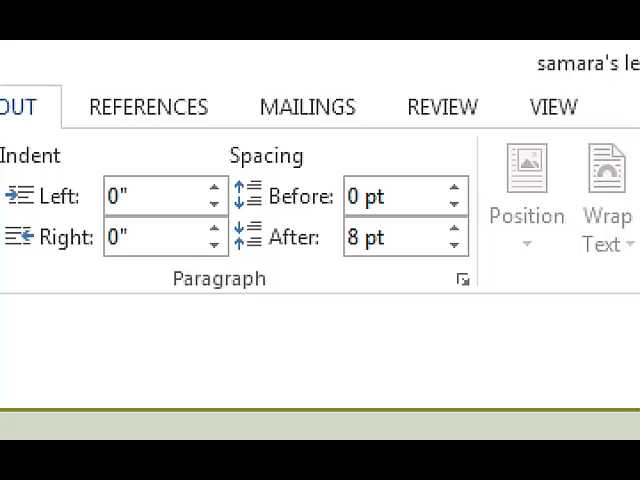 samara's le
OUT REFERENCES MAILINGS REVIEW VIEW
Indent Spacing
Left: 0" Before: 0 pt
Right: 0" After: 8 pt
Position Wrap
Text
Paragraph